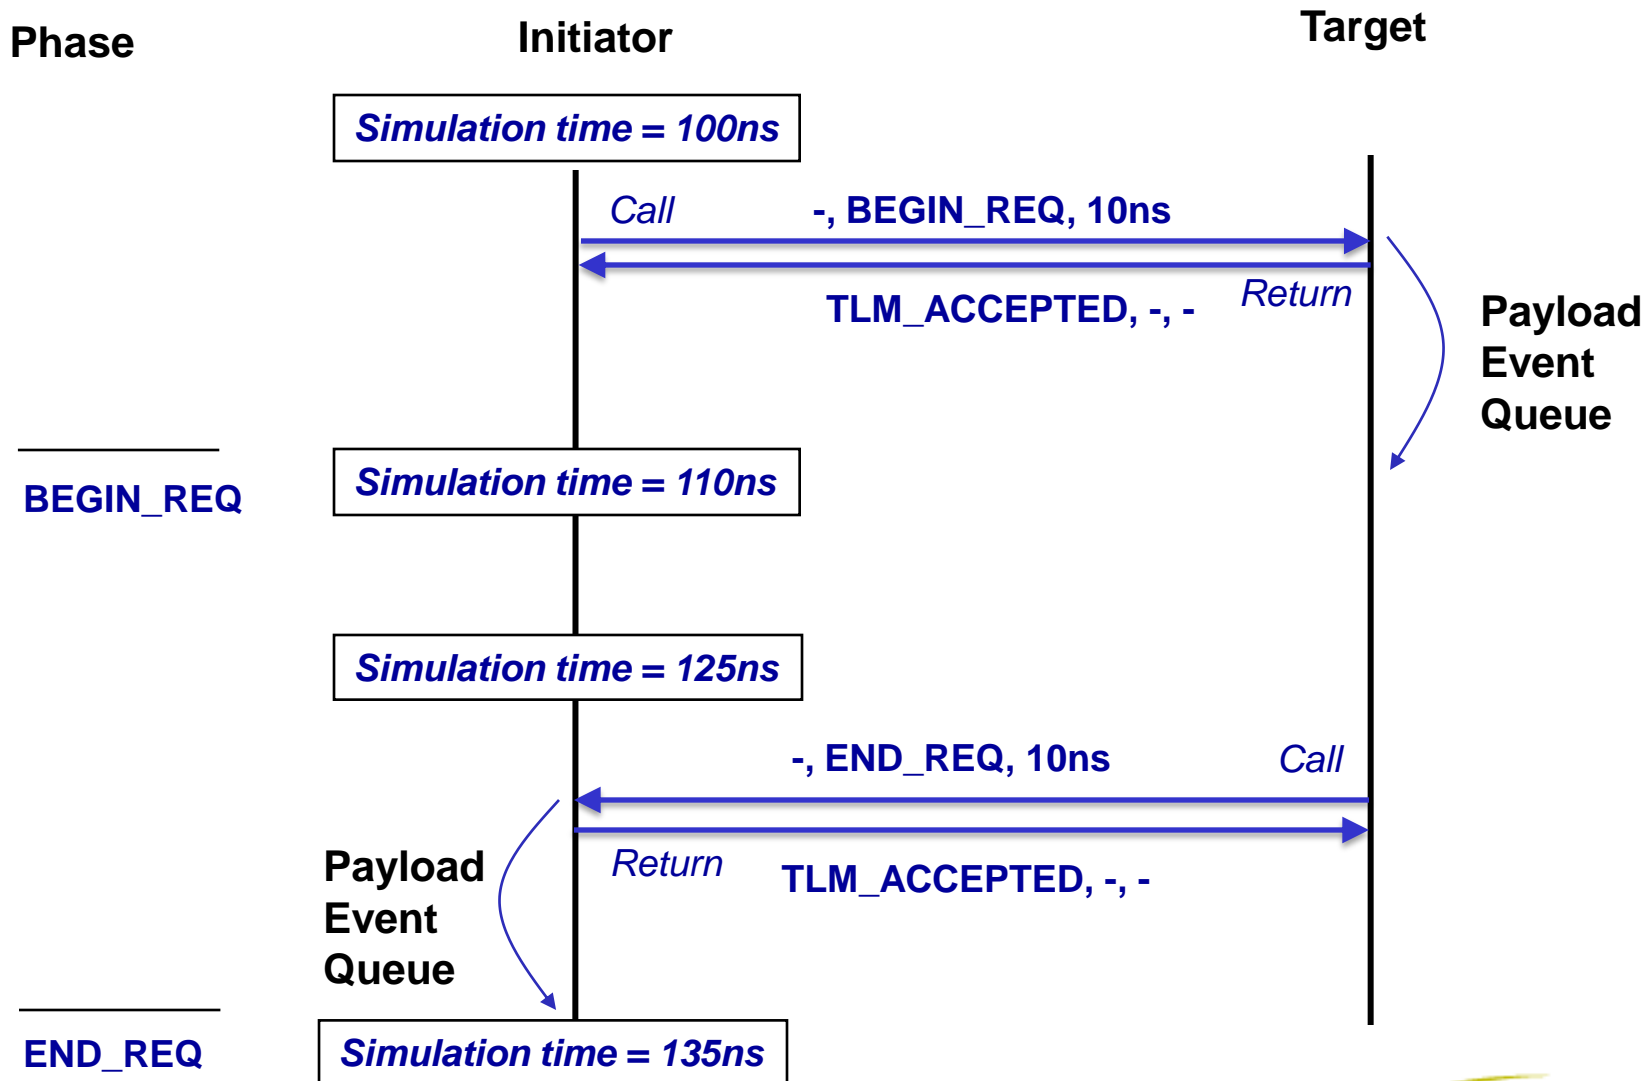 Phase
Initiator
Target
Simulation time = 100ns
Call
-, BEGIN_REQ, 10ns
TLM_ACCEPTED, -, -
Return
Payload
Event
Queue
BEGIN_REQ
Simulation time = 110ns
Simulation time = 125ns
-, END_REQ, 10ns
Call
Return
TLM_ACCEPTED, -, -
Payload
Event
Queue
END_REQ
Simulation time = 135ns